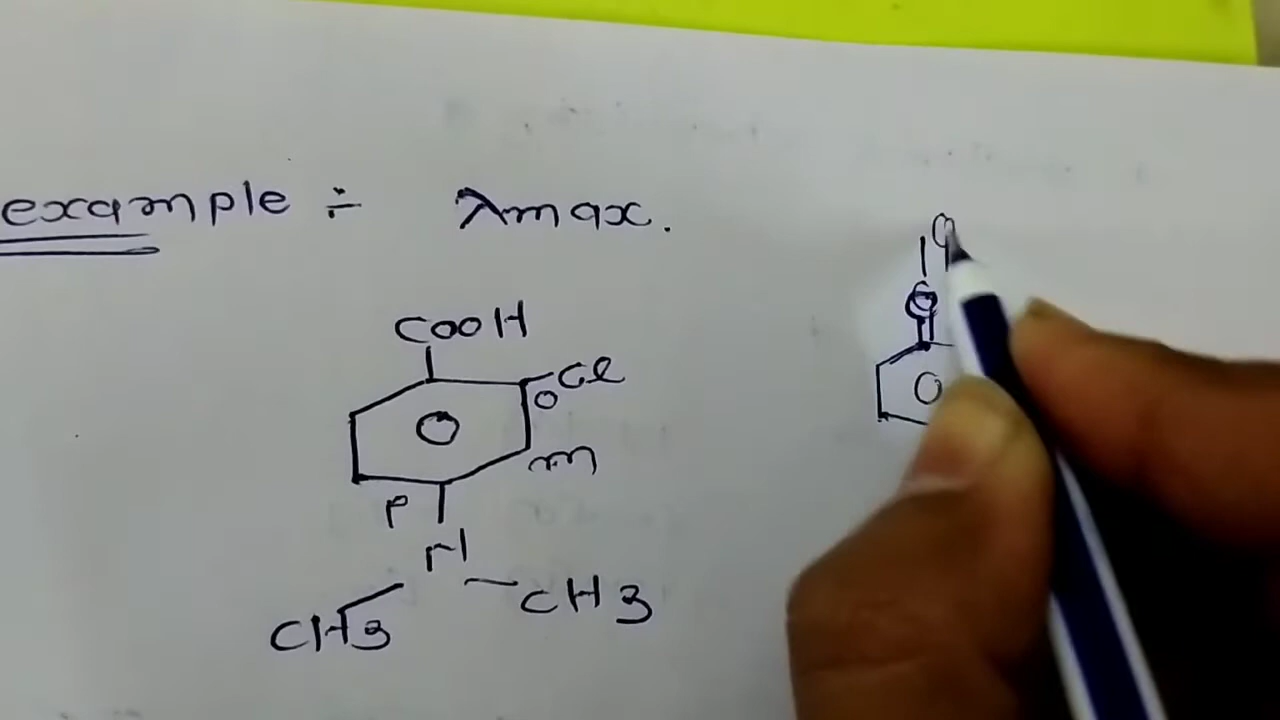 example ÷ λmax.
COOH
Cl
O
m
P
N
CH3 CH3